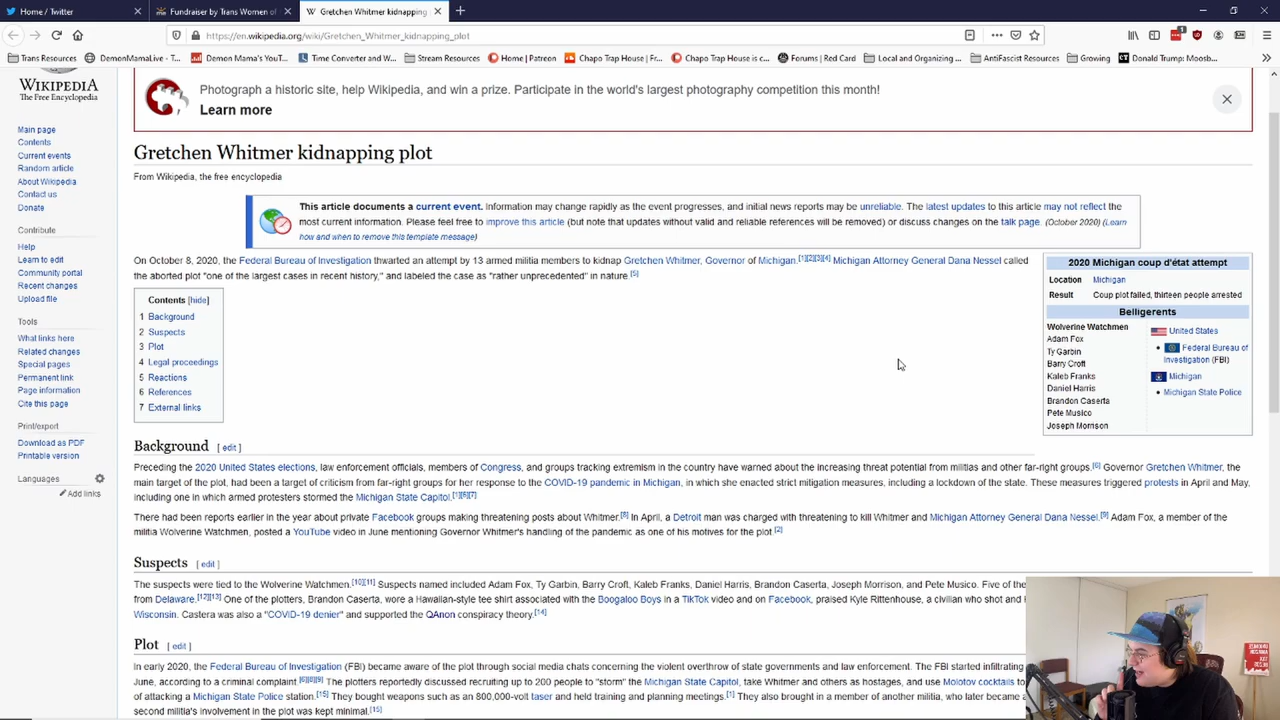 Home / Twitter
Fundraiser by Trans Women of
Gretchen Whitmer kidnapping plot
https://en.wikipedia.org/wiki/Gretchen_Whitmer_kidnapping_plot
Trans Resources DemonMamaLive - T... Demon Mama's YouT... Time Converter and W... Stream Resources Home | Patreon Chapo Trap House | Fr... Chapo Trap House is c... Forums | Red Card Local and Organizing ... AntiFascist Resources Growing Donald Trump: Moosb...
WIKIPEDIA
The Free Encyclopedia
Main page
Contents
Current events
Random article
About Wikipedia
Contact us
Donate
Contribute
Help
Learn to edit
Community portal
Recent changes
Upload file
Tools
What links here
Related changes
Special pages
Permanent link
Page information
Cite this page
Print/export
Download as PDF
Printable version
Languages
Add links
Photograph a historic site, help Wikipedia, and win a prize. Participate in the world's largest photography competition this month!
Learn more
Gretchen Whitmer kidnapping plot
From Wikipedia, the free encyclopedia
This article documents a current event. Information may change rapidly as the event progresses, and initial news reports may be unreliable. The latest updates to this article may not reflect the
most current information. Please feel free to improve this article (but note that updates without valid and reliable references will be removed) or discuss changes on the talk page. (October 2020) (Learn
how and when to remove this template message)
On October 8, 2020, the Federal Bureau of Investigation thwarted an attempt by 13 armed militia members to kidnap Gretchen Whitmer, Governor of Michigan.[1][2][3][4] Michigan Attorney General Dana Nessel called
the aborted plot "one of the largest cases in recent history," and labeled the case as "rather unprecedented" in nature.[5]
Contents [hide]
1 Background
2 Suspects
3 Plot
4 Legal proceedings
5 Reactions
6 References
7 External links
2020 Michigan coup d'état attempt
Location Michigan
Result Coup plot failed, thirteen people arrested
Belligerents
Wolverine Watchmen
Adam Fox
Ty Garbin
Barry Croft
Kaleb Franks
Daniel Harris
Brandon Caserta
Pete Musico
Joseph Morrison
United States
• Federal Bureau of
Investigation (FBI)
Michigan
• Michigan State Police
Background [ edit ]
Preceding the 2020 United States elections, law enforcement officials, members of Congress, and groups tracking extremism in the country have warned about the increasing threat potential from militias and other far-right groups.[6] Governor Gretchen Whitmer, the
main target of the plot, had been a target of criticism from far-right groups for her response to the COVID-19 pandemic in Michigan, in which she enacted strict mitigation measures, including a lockdown of the state. These measures triggered protests in April and May,
including one in which armed protesters stormed the Michigan State Capitol.[1][6][7]
There had been reports earlier in the year about private Facebook groups making threatening posts about Whitmer.[8] In April, a Detroit man was charged with threatening to kill Whitmer and Michigan Attorney General Dana Nessel.[9] Adam Fox, a member of the
militia Wolverine Watchmen, posted a YouTube video in June mentioning Governor Whitmer's handling of the pandemic as one of his motives for the plot.[2]
Suspects [ edit ]
The suspects were tied to the Wolverine Watchmen.[10][11] Suspects named included Adam Fox, Ty Garbin, Barry Croft, Kaleb Franks, Daniel Harris, Brandon Caserta, Joseph Morrison, and Pete Musico. Five of the
from Delaware.[12][13] One of the plotters, Brandon Caserta, wore a Hawaiian-style tee shirt associated with the Boogaloo Boys in a TikTok video and on Facebook, praised Kyle Rittenhouse, a civilian who shot and
Wisconsin. Castera was also a "COVID-19 denier" and supported the QAnon conspiracy theory.[14]
Plot [ edit ]
In early 2020, the Federal Bureau of Investigation (FBI) became aware of the plot through social media chats concerning the violent overthrow of state governments and law enforcement. The FBI started infiltrating
June, according to a criminal complaint.[6][8][9] The plotters reportedly discussed recruiting up to 200 people to "storm" the Michigan State Capitol, take Whitmer and others as hostages, and use Molotov cocktails to
of attacking a Michigan State Police station.[15] They bought weapons such as an 800,000-volt taser and held training and planning meetings.[1] They also brought in a member of another militia, who later became a
second militia's involvement in the plot was kept minimal.[15]